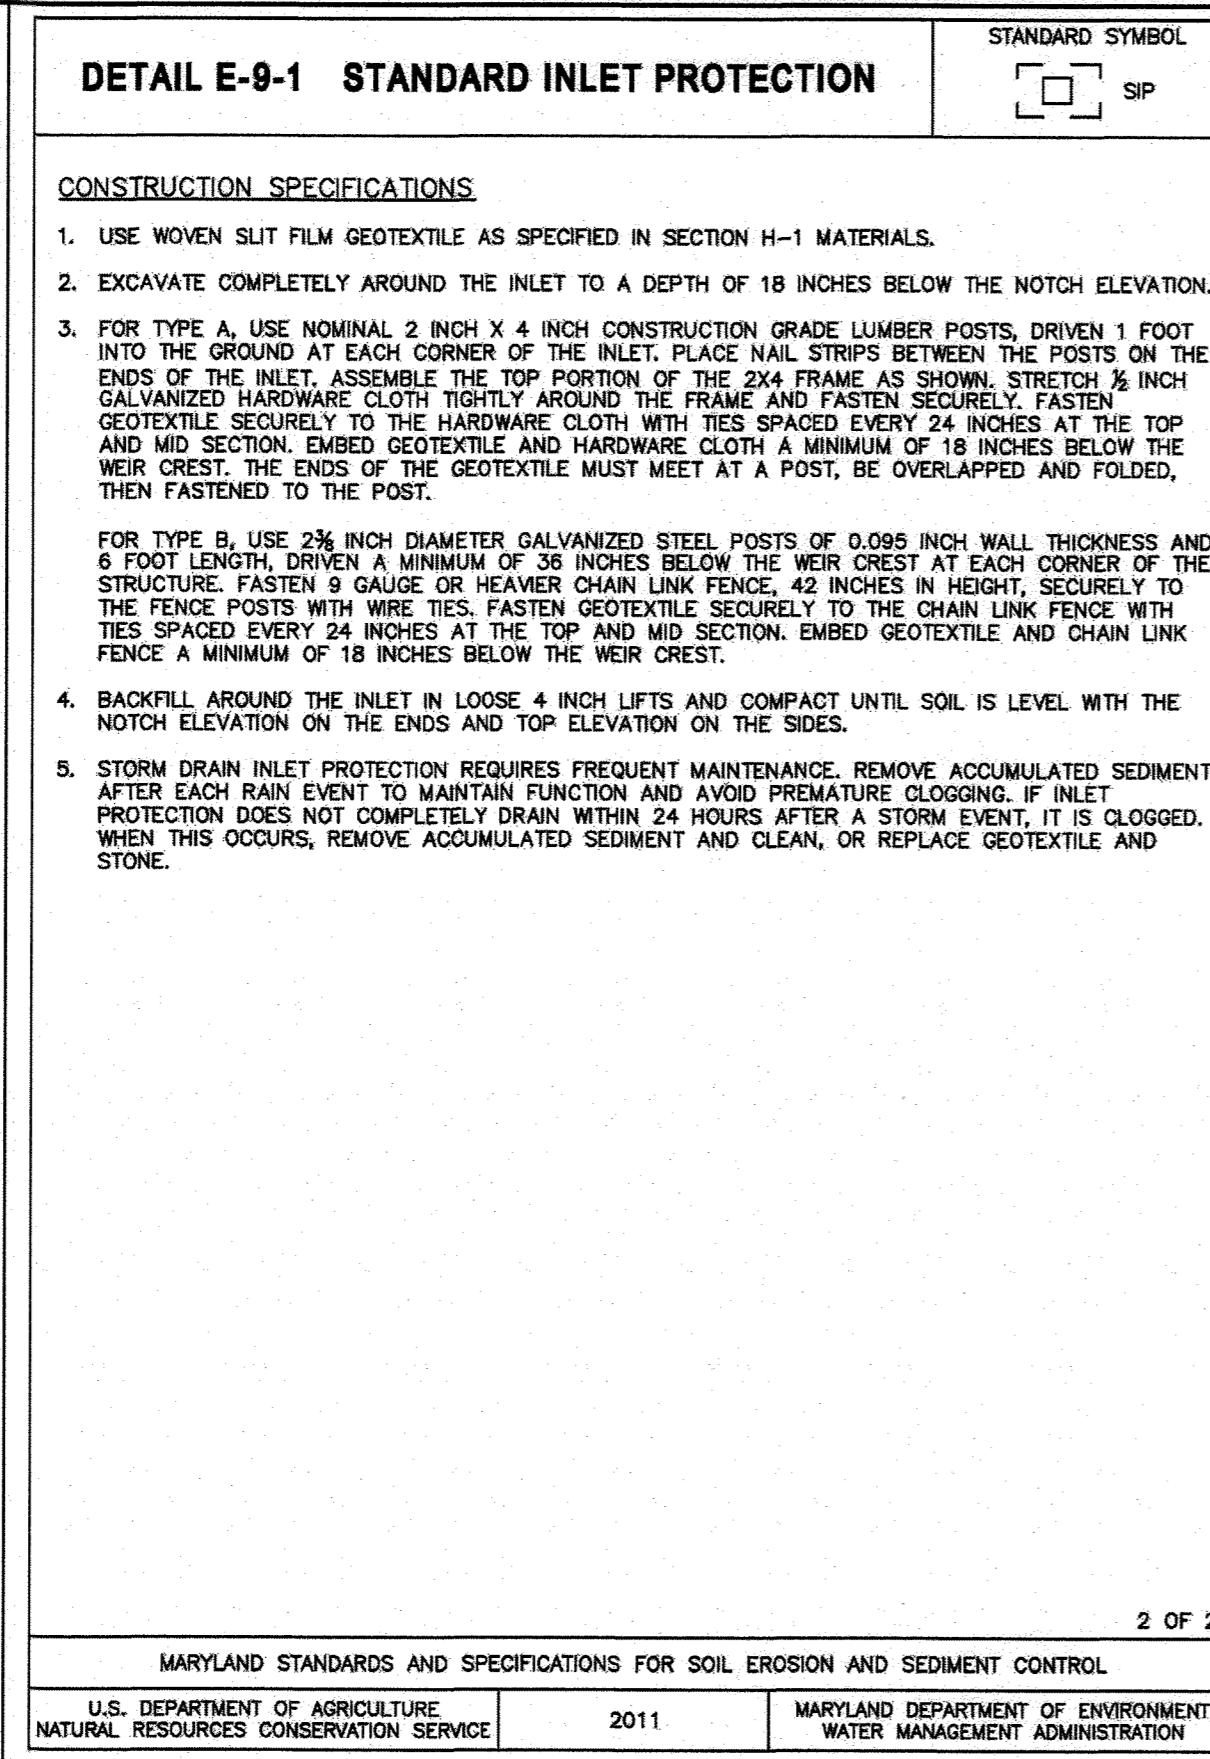 STANDARD SYMBOL
DETAIL E-9-1 STANDARD INLET PROTECTION
SIP
CONSTRUCTION SPECIFICATIONS
1. USE WOVEN SLIT FILM GEOTEXTILE AS SPECIFIED IN SECTION H-1 MATERIALS.
2. EXCAVATE COMPLETELY AROUND THE INLET TO A DEPTH OF 18 INCHES BELOW THE NOTCH ELEVATION.
3. FOR TYPE A, USE NOMINAL 2 INCH X 4 INCH CONSTRUCTION GRADE LUMBER POSTS, DRIVEN 1 FOOT
INTO THE GROUND AT EACH CORNER OF THE INLET. PLACE NAIL STRIPS BETWEEN THE POSTS ON THE
ENDS OF THE INLET. ASSEMBLE THE TOP PORTION OF THE 2X4 FRAME AS SHOWN. STRETCH ½ INCH
GALVANIZED HARDWARE CLOTH TIGHTLY AROUND THE FRAME AND FASTEN SECURELY. FASTEN
GEOTEXTILE SECURELY TO THE HARDWARE CLOTH WITH TIES SPACED EVERY 24 INCHES AT THE TOP
AND MID SECTION. EMBED GEOTEXTILE AND HARDWARE CLOTH A MINIMUM OF 18 INCHES BELOW THE
WEIR CREST. THE ENDS OF THE GEOTEXTILE MUST MEET AT A POST, BE OVERLAPPED AND FOLDED,
THEN FASTENED TO THE POST.
FOR TYPE B, USE 2⅜ INCH DIAMETER GALVANIZED STEEL POSTS OF 0.095 INCH WALL THICKNESS AND
6 FOOT LENGTH, DRIVEN A MINIMUM OF 36 INCHES BELOW THE WEIR CREST AT EACH CORNER OF THE
STRUCTURE. FASTEN 9 GAUGE OR HEAVIER CHAIN LINK FENCE, 42 INCHES IN HEIGHT, SECURELY TO
THE FENCE POSTS WITH WIRE TIES. FASTEN GEOTEXTILE SECURELY TO THE CHAIN LINK FENCE WITH
TIES SPACED EVERY 24 INCHES AT THE TOP AND MID SECTION. EMBED GEOTEXTILE AND CHAIN LINK
FENCE A MINIMUM OF 18 INCHES BELOW THE WEIR CREST.
4. BACKFILL AROUND THE INLET IN LOOSE 4 INCH LIFTS AND COMPACT UNTIL SOIL IS LEVEL WITH THE
NOTCH ELEVATION ON THE ENDS AND TOP ELEVATION ON THE SIDES.
5. STORM DRAIN INLET PROTECTION REQUIRES FREQUENT MAINTENANCE. REMOVE ACCUMULATED SEDIMENT
AFTER EACH RAIN EVENT TO MAINTAIN FUNCTION AND AVOID PREMATURE CLOGGING. IF INLET
PROTECTION DOES NOT COMPLETELY DRAIN WITHIN 24 HOURS AFTER A STORM EVENT, IT IS CLOGGED.
WHEN THIS OCCURS, REMOVE ACCUMULATED SEDIMENT AND CLEAN, OR REPLACE GEOTEXTILE AND
STONE.
2 OF 2
MARYLAND STANDARDS AND SPECIFICATIONS FOR SOIL EROSION AND SEDIMENT CONTROL
U.S. DEPARTMENT OF AGRICULTURE
NATURAL RESOURCES CONSERVATION SERVICE
2011
MARYLAND DEPARTMENT OF ENVIRONMENT
WATER MANAGEMENT ADMINISTRATION